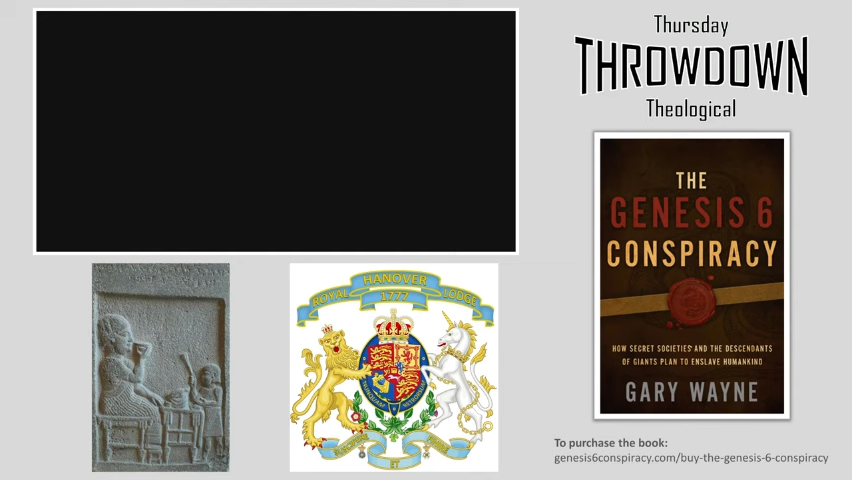 Thursday
THROWDOWN
Theological
THE
GENESIS 6
CONSPIRACY
HOW SECRET SOCIETIES AND THE DESCENDANTS
OF GIANTS PLAN TO ENSLAVE HUMANKIND
GARY WAYNE
To purchase the book:
genesis6conspiracy.com/buy-the-genesis-6-conspiracy
ROYAL HANOVER LODGE
1777
ET